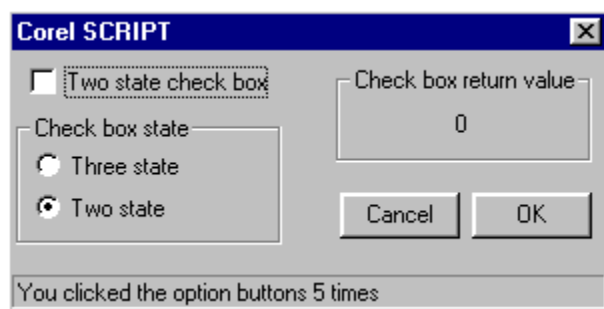 Corel SCRIPT
Two state check box
Check box state
Three state
Two state
Check box return value
0
Cancel
OK
You clicked the option buttons 5 times